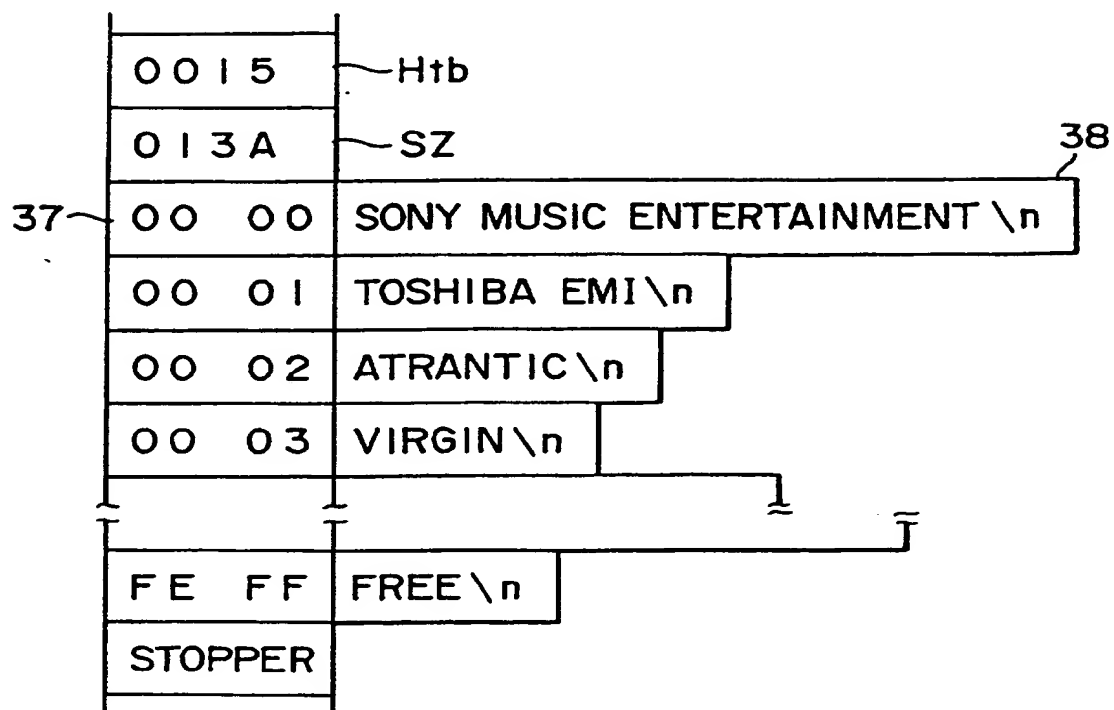 0015 Htb
013A SZ
38
37 00 00 SONY MUSIC ENTERTAINMENT \n
00 01 TOSHIBA EMI\n
00 02 ATRANTIC\n
00 03 VIRGIN\n
FE FF FREE\n
STOPPER